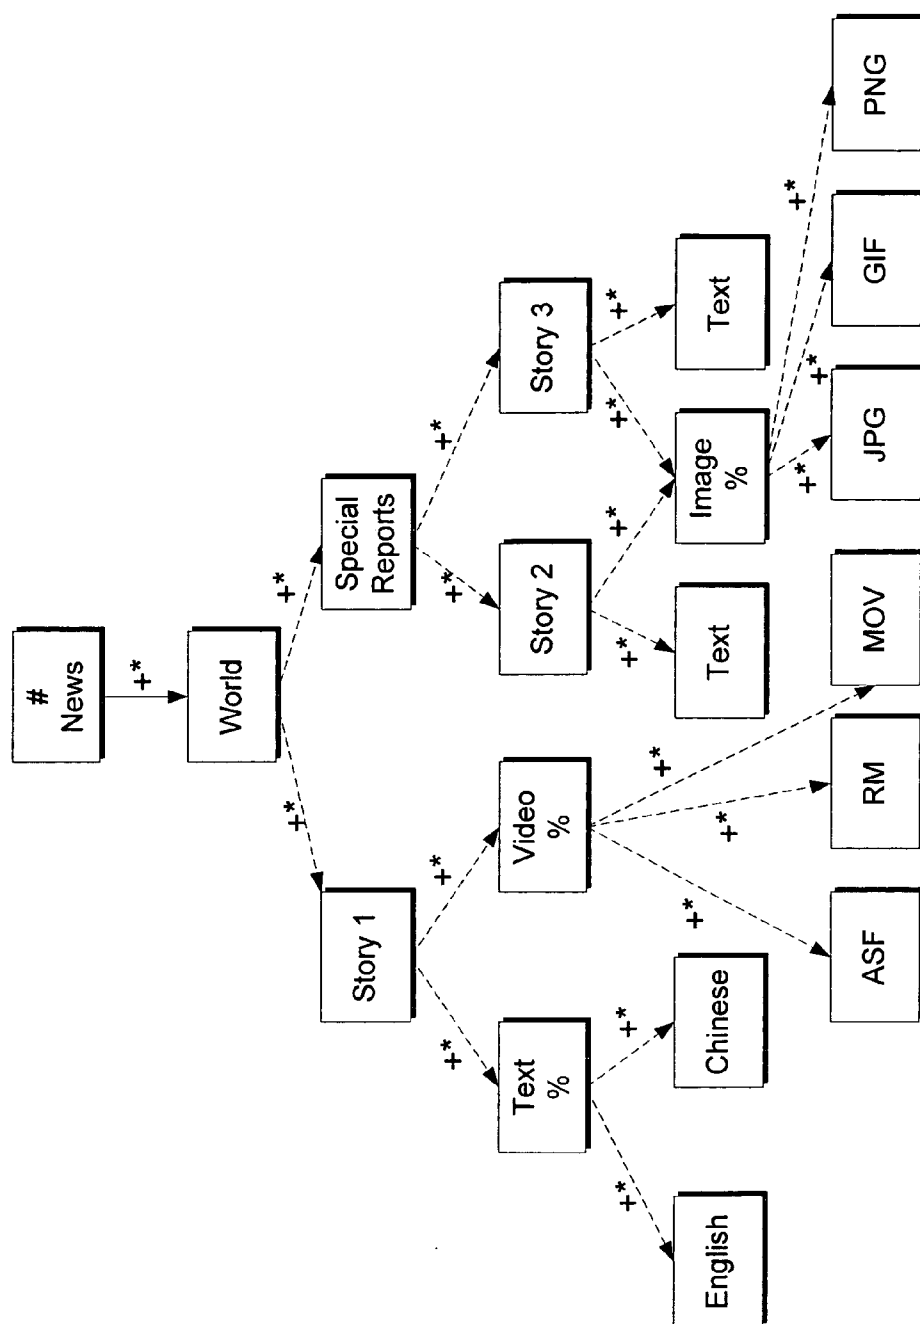 #
News
+*
World
+*
+*
Story 1
Special
Reports
+*
+*
+*
+*
Text
%
Video
%
Story 2
Story 3
+*
+*
+*
+*
+*
+*
English
Chinese
Text
Image
%
Text
+*
+*
+*
+*
+*
+*
ASF
RM
MOV
JPG
GIF
PNG